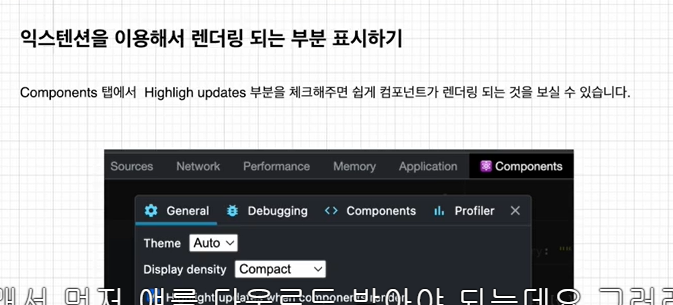 익스텐션을 이용해서 렌더링 되는 부분 표시하기
Components 탭에서 Highligh updates 부분을 체크해주면 쉽게 컴포넌트가 렌더링 되는 것을 보실 수 있습니다.
Sources Network Performance Memory Application Components
General Debugging Components Profiler
Theme Auto
Display density Compact
Highlight updates when components render.
먼저 얘를 다운로드 받아야 되는데요 그러